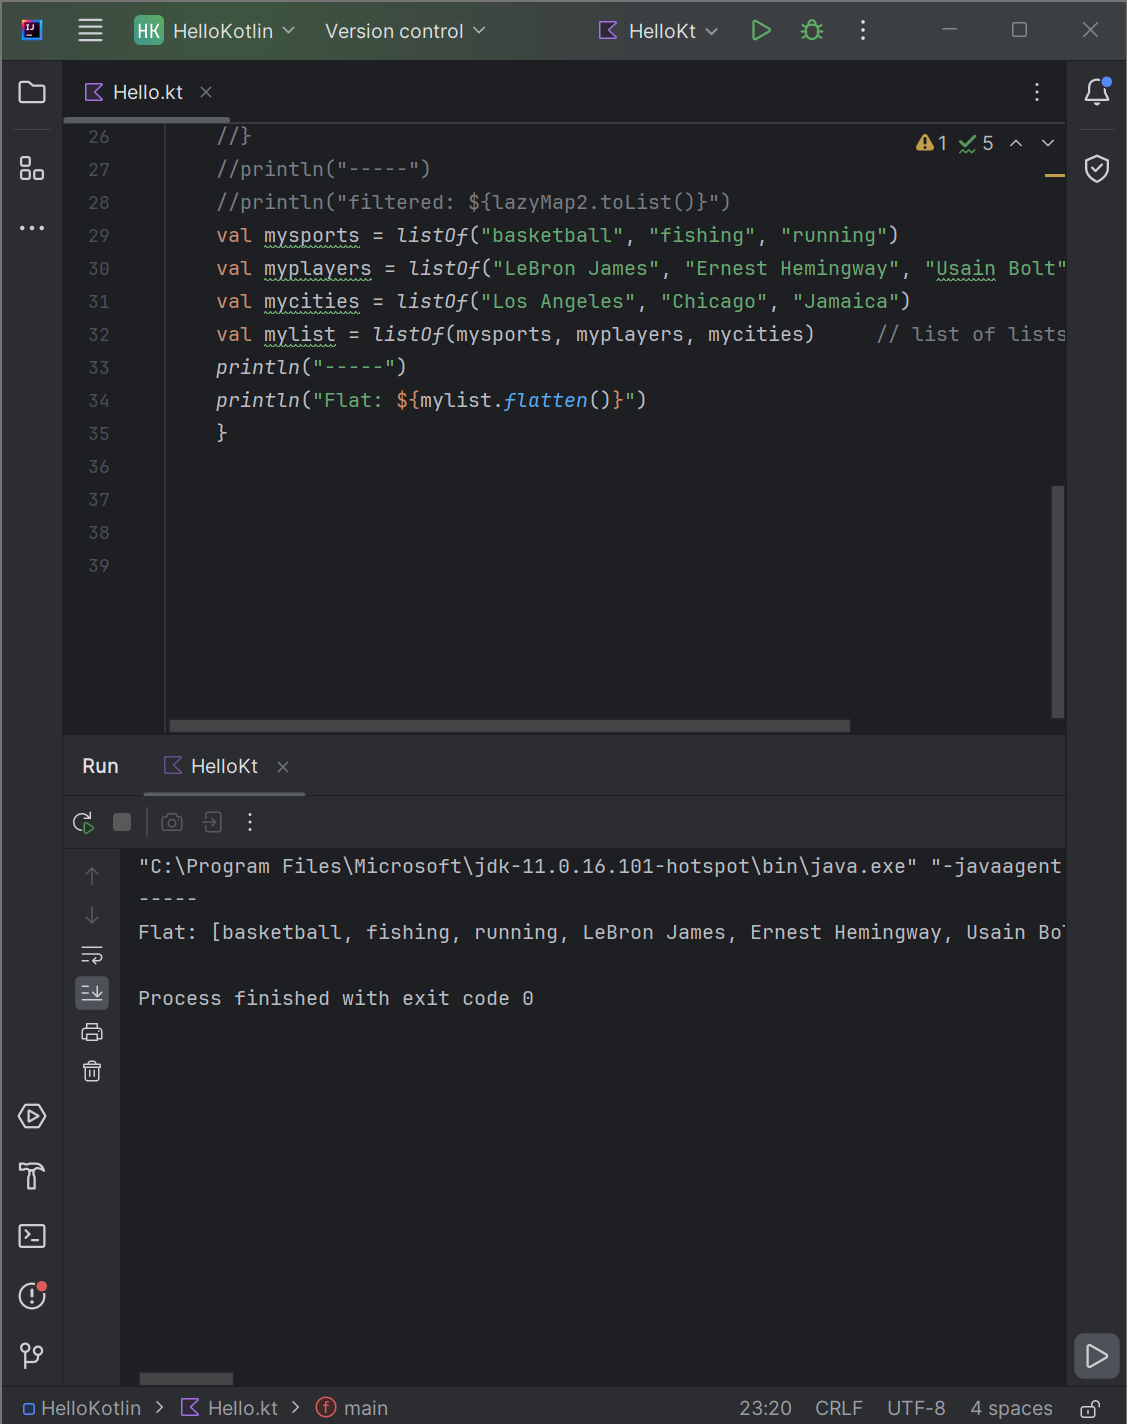 HK HelloKotlin Version control HelloKt
Hello.kt
26 //}
1 5
27 //println("-----")
28 //println("filtered: ${lazyMap2.toList()}")
29 val mysports = listOf("basketball", "fishing", "running")
30 val myplayers = listOf("LeBron James", "Ernest Hemingway", "Usain Bolt"
31 val mycities = listOf("Los Angeles", "Chicago", "Jamaica")
32 val mylist = listOf(mysports, myplayers, mycities) // list of lists
33 println("-----")
34 println("Flat: ${mylist.flatten()}")
35 }
36
37
38
39
Run HelloKt
"C:\Program Files\Microsoft\jdk-11.0.16.101-hotspot\bin\java.exe" "-javaagent
-----
Flat: [basketball, fishing, running, LeBron James, Ernest Hemingway, Usain Bo
Process finished with exit code 0
HelloKotlin > Hello.kt > f main 23:20 CRLF UTF-8 4 spaces